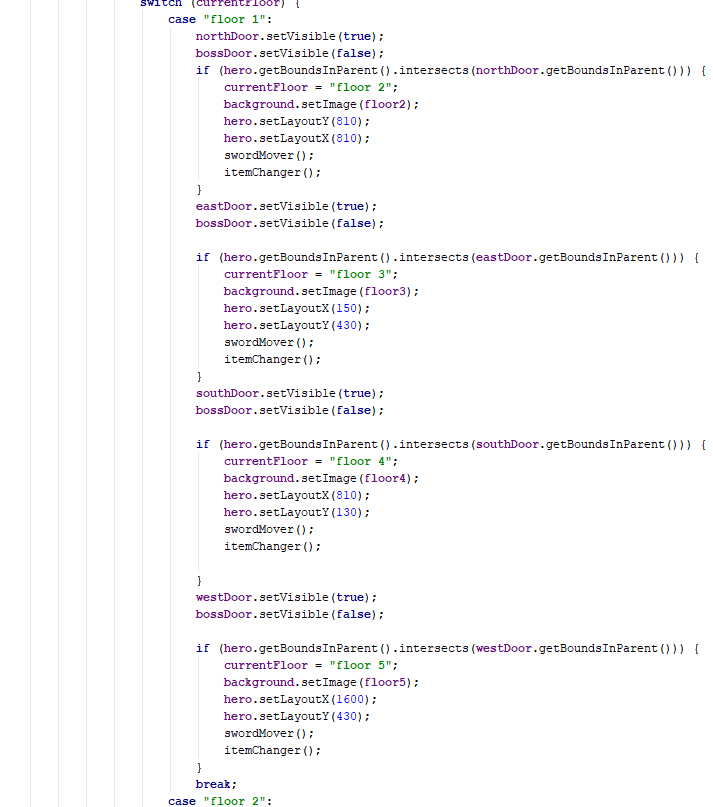 switch (currentFloor) {
case "floor 1":
northDoor.setVisible(true);
bossDoor.setVisible(false);
if (hero.getBoundsInParent().intersects(northDoor.getBoundsInParent())) {
currentFloor = "floor 2";
background.setImage(floor2);
hero.setLayoutY(810);
hero.setLayoutX(810);
swordMover();
itemChanger();
}
eastDoor.setVisible(true);
bossDoor.setVisible(false);
if (hero.getBoundsInParent().intersects(eastDoor.getBoundsInParent())) {
currentFloor = "floor 3";
background.setImage(floor3);
hero.setLayoutX(150);
hero.setLayoutY(430);
swordMover();
itemChanger();
}
southDoor.setVisible(true);
bossDoor.setVisible(false);
if (hero.getBoundsInParent().intersects(southDoor.getBoundsInParent())) {
currentFloor = "floor 4";
background.setImage(floor4);
hero.setLayoutX(810);
hero.setLayoutY(130);
swordMover();
itemChanger();
}
westDoor.setVisible(true);
bossDoor.setVisible(false);
if (hero.getBoundsInParent().intersects(westDoor.getBoundsInParent())) {
currentFloor = "floor 5";
background.setImage(floor5);
hero.setLayoutX(1600);
hero.setLayoutY(430);
swordMover();
itemChanger();
}
break;
case "floor 2":